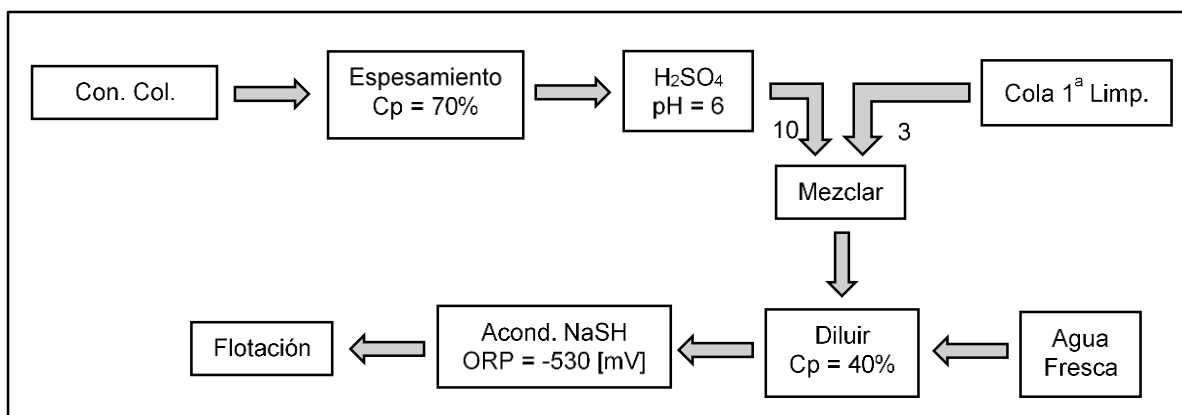 Con. Col.
Espesamiento
Cp = 70%
H₂SO₄
pH = 6
Cola 1ª Limp.
10
3
Mezclar
Flotación
Acond. NaSH
ORP = -530 [mV]
Diluir
Cp = 40%
Agua
Fresca